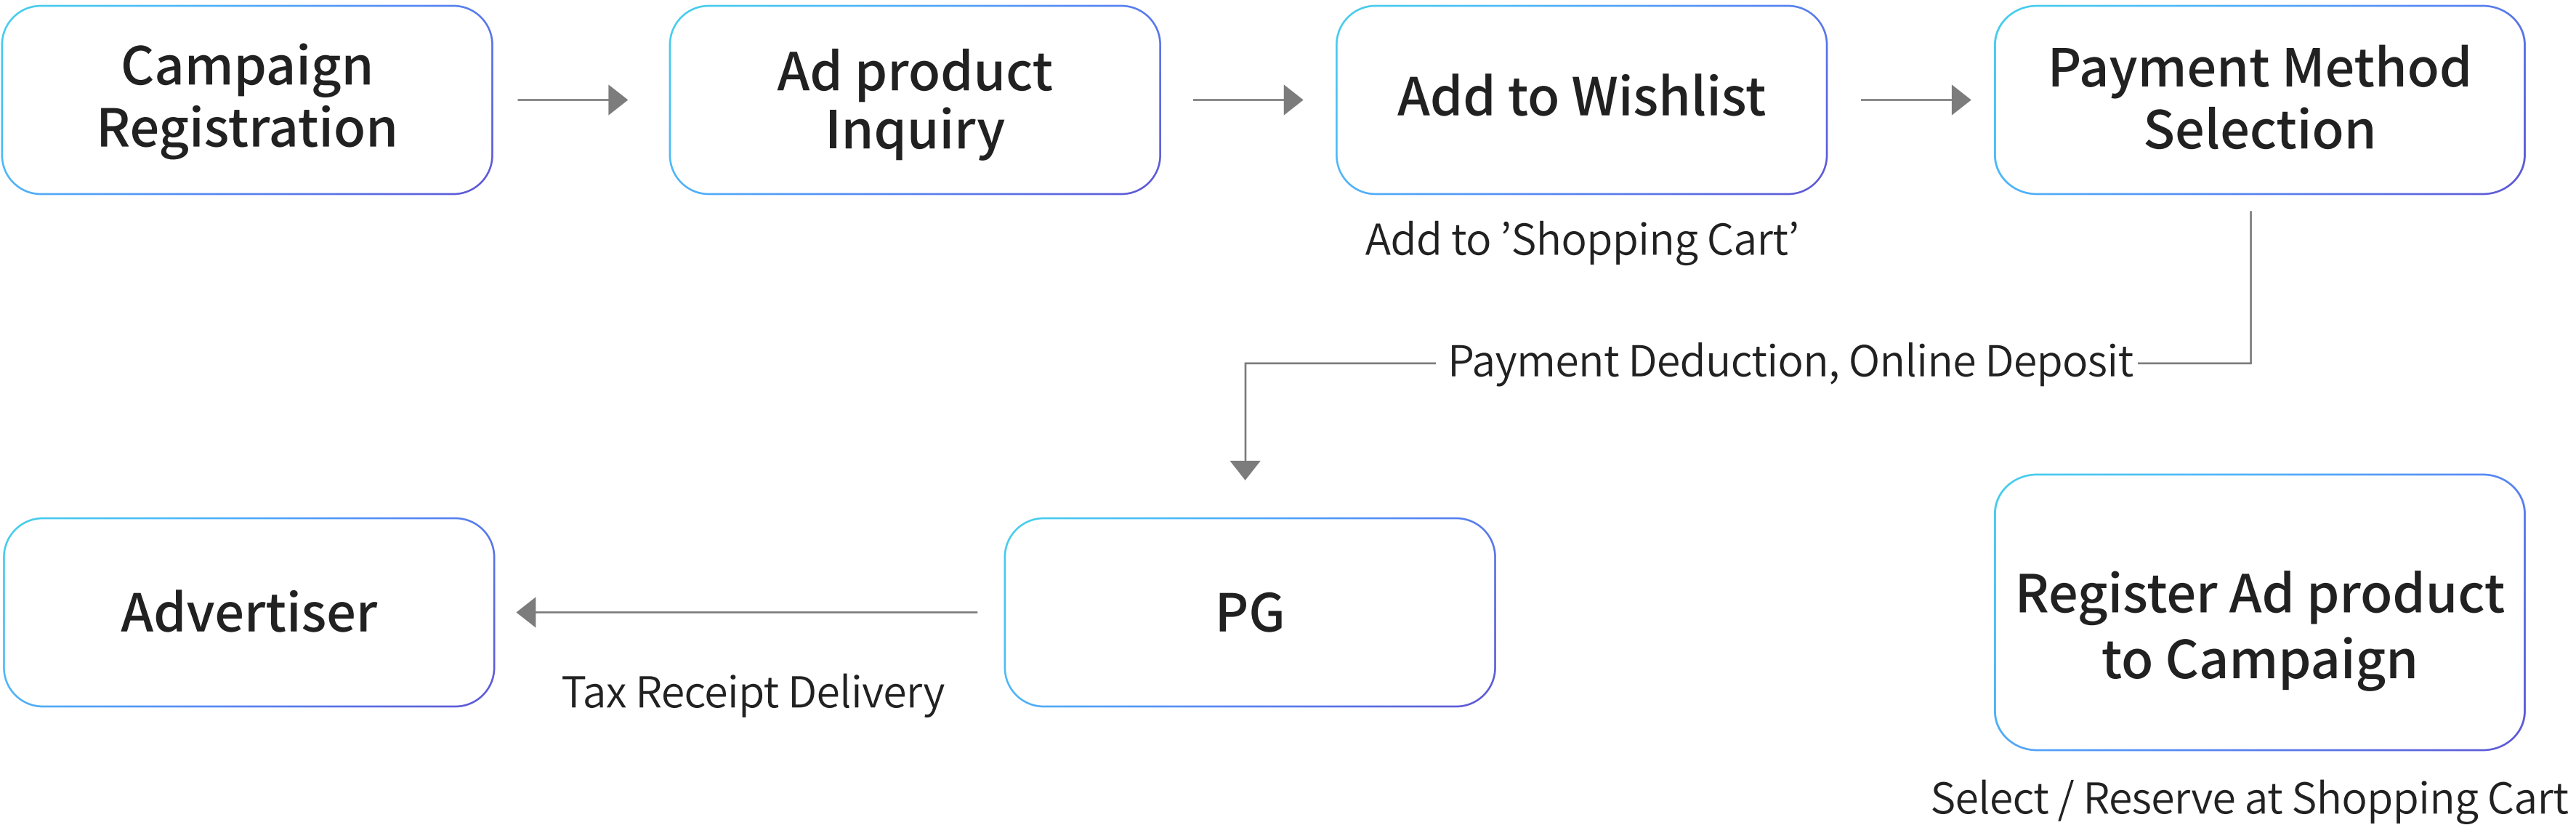 Campaign
Registration
Ad product
Inquiry
Add to Wishlist
Payment Method
Selection
Add to ’Shopping Cart’
Payment Deduction, Online Deposit
Advertiser
Tax Receipt Delivery
PG
Register Ad product
to Campaign
Select / Reserve at Shopping Cart